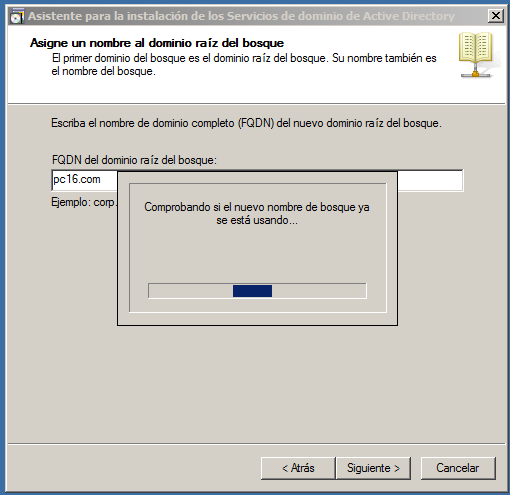 Asistente para la instalación de los Servicios de dominio de Active Directory
Asigne un nombre al dominio raíz del bosque
El primer dominio del bosque es el dominio raíz del bosque. Su nombre también es
el nombre del bosque.
Escriba el nombre de dominio completo (FQDN) del nuevo dominio raíz del bosque.
FQDN del dominio raíz del bosque:
pc16.com
Ejemplo: corp.
Comprobando si el nuevo nombre de bosque ya
se está usando...
< Atrás
Siguiente >
Cancelar